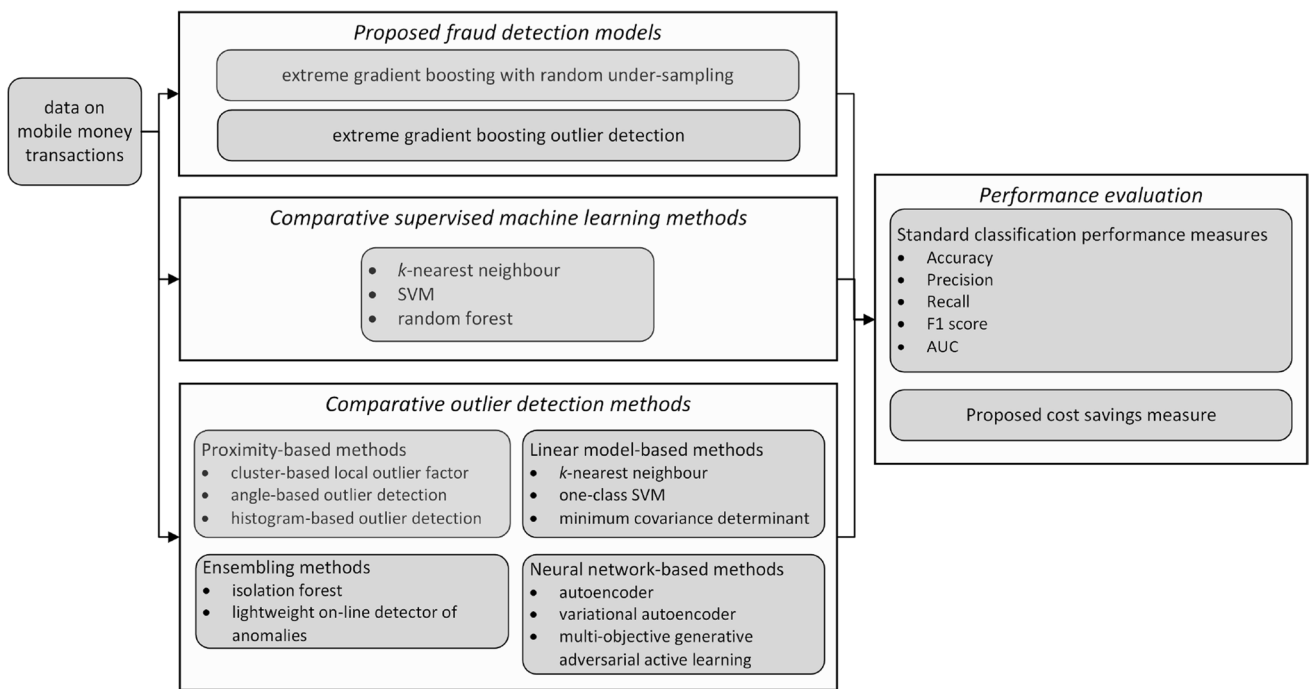 data on
mobile money
transactions
Proposed fraud detection models
extreme gradient boosting with random under-sampling
extreme gradient boosting outlier detection
Comparative supervised machine learning methods
• k-nearest neighbour
• SVM
• random forest
Comparative outlier detection methods
Proximity-based methods
• cluster-based local outlier factor
• angle-based outlier detection
• histogram-based outlier detection
Linear model-based methods
• k-nearest neighbour
• one-class SVM
• minimum covariance determinant
Ensembling methods
• isolation forest
• lightweight on-line detector of
anomalies
Neural network-based methods
• autoencoder
• variational autoencoder
• multi-objective generative
adversarial active learning
Performance evaluation
Standard classification performance measures
• Accuracy
• Precision
• Recall
• F1 score
• AUC
Proposed cost savings measure